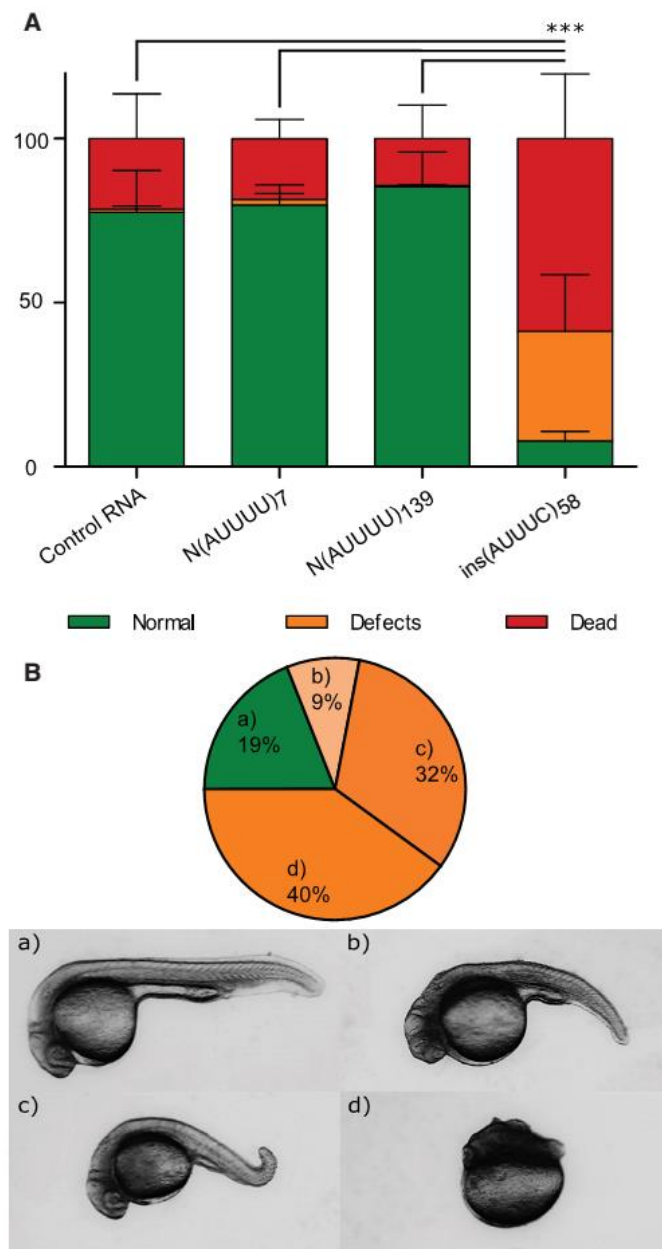 A
***
100
50
0
Control RNA
N(AUUUU)7
N(AUUUU)139
ins(AUUUC)58
Normal Defects Dead
B
a)
19%
b)
9%
c)
32%
d)
40%
a) b)
c) d)